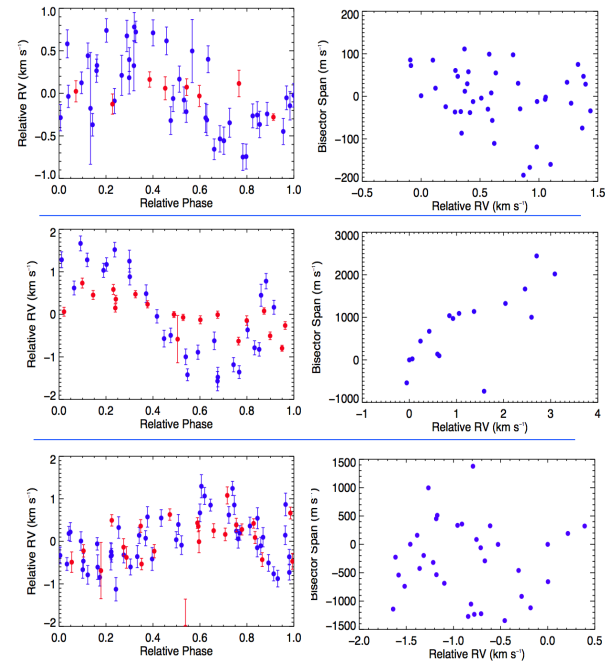 1.0
0.5
0.0
−0.5
−1.0
Relative RV (km s⁻¹)
0.0 0.2 0.4 0.6 0.8 1.0
Relative Phase
200
100
0
−100
−200
Bisector Span (m s⁻¹)
−0.5 0.0 0.5 1.0 1.5
Relative RV (km s⁻¹)
2
1
0
−1
−2
Relative RV (km s⁻¹)
0.0 0.2 0.4 0.6 0.8 1.0
Relative Phase
3000
2000
1000
0
−1000
Bisector Span (m s⁻¹)
−1 0 1 2 3 4
Relative RV (km s⁻¹)
2
1
0
−1
−2
Relative RV (km s⁻¹)
0.0 0.2 0.4 0.6 0.8 1.0
Relative Phase
1500
1000
500
0
−500
−1000
−1500
Bisector Span (m s⁻¹)
−2.0 −1.5 −1.0 −0.5 0.0 0.5
Relative RV (km s⁻¹)